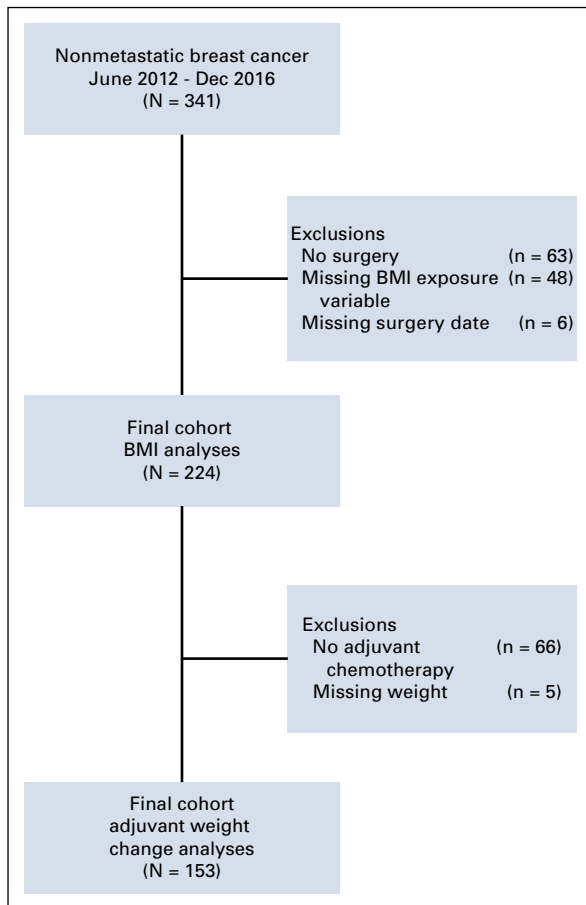 Nonmetastatic breast cancer
June 2012 - Dec 2016
(N = 341)
Exclusions
No surgery (n = 63)
Missing BMI exposure (n = 48)
variable
Missing surgery date (n = 6)
Final cohort
BMI analyses
(N = 224)
Exclusions
No adjuvant (n = 66)
chemotherapy
Missing weight (n = 5)
Final cohort
adjuvant weight
change analyses
(N = 153)